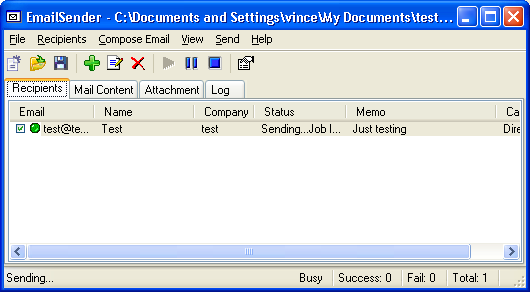 EmailSender - C:\Documents and Settings\vince\My Documents\test...
File Recipients Compose Email View Send Help
Recipients Mail Content Attachment Log
Email Name Company Status Memo Ca
test@te... Test test Sending...Job I... Just testing Dire
Sending... Busy Success: 0 Fail: 0 Total: 1